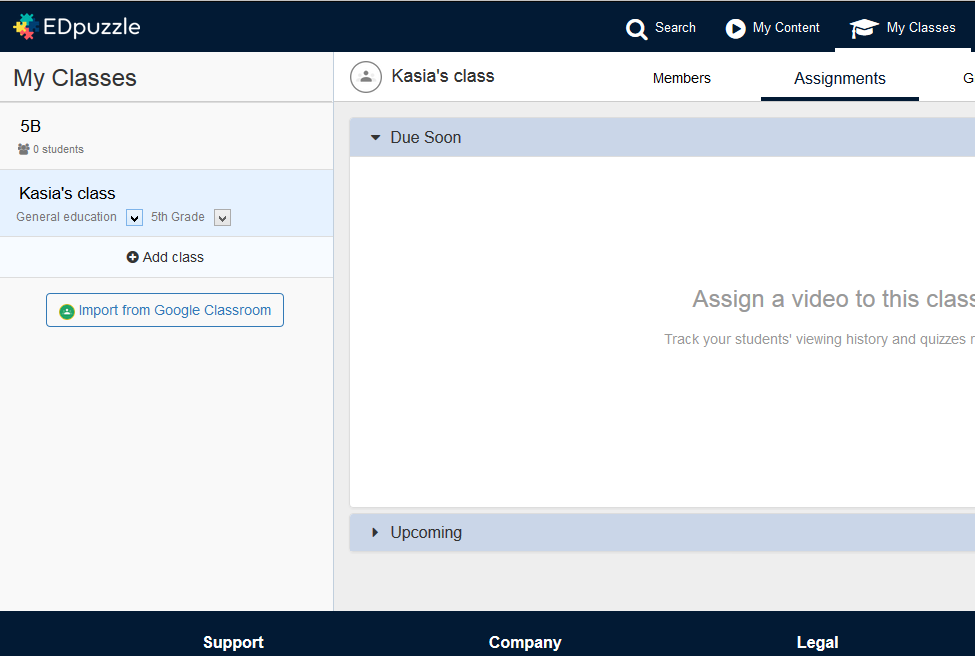 EDpuzzle
Search
My Content
My Classes
My Classes
5B
0 students
Kasia's class
General education
5th Grade
Add class
Import from Google Classroom
Kasia's class
Members
Assignments
G
Due Soon
Assign a video to this clas
Track your students' viewing history and quizzes r
Upcoming
Support
Company
Legal